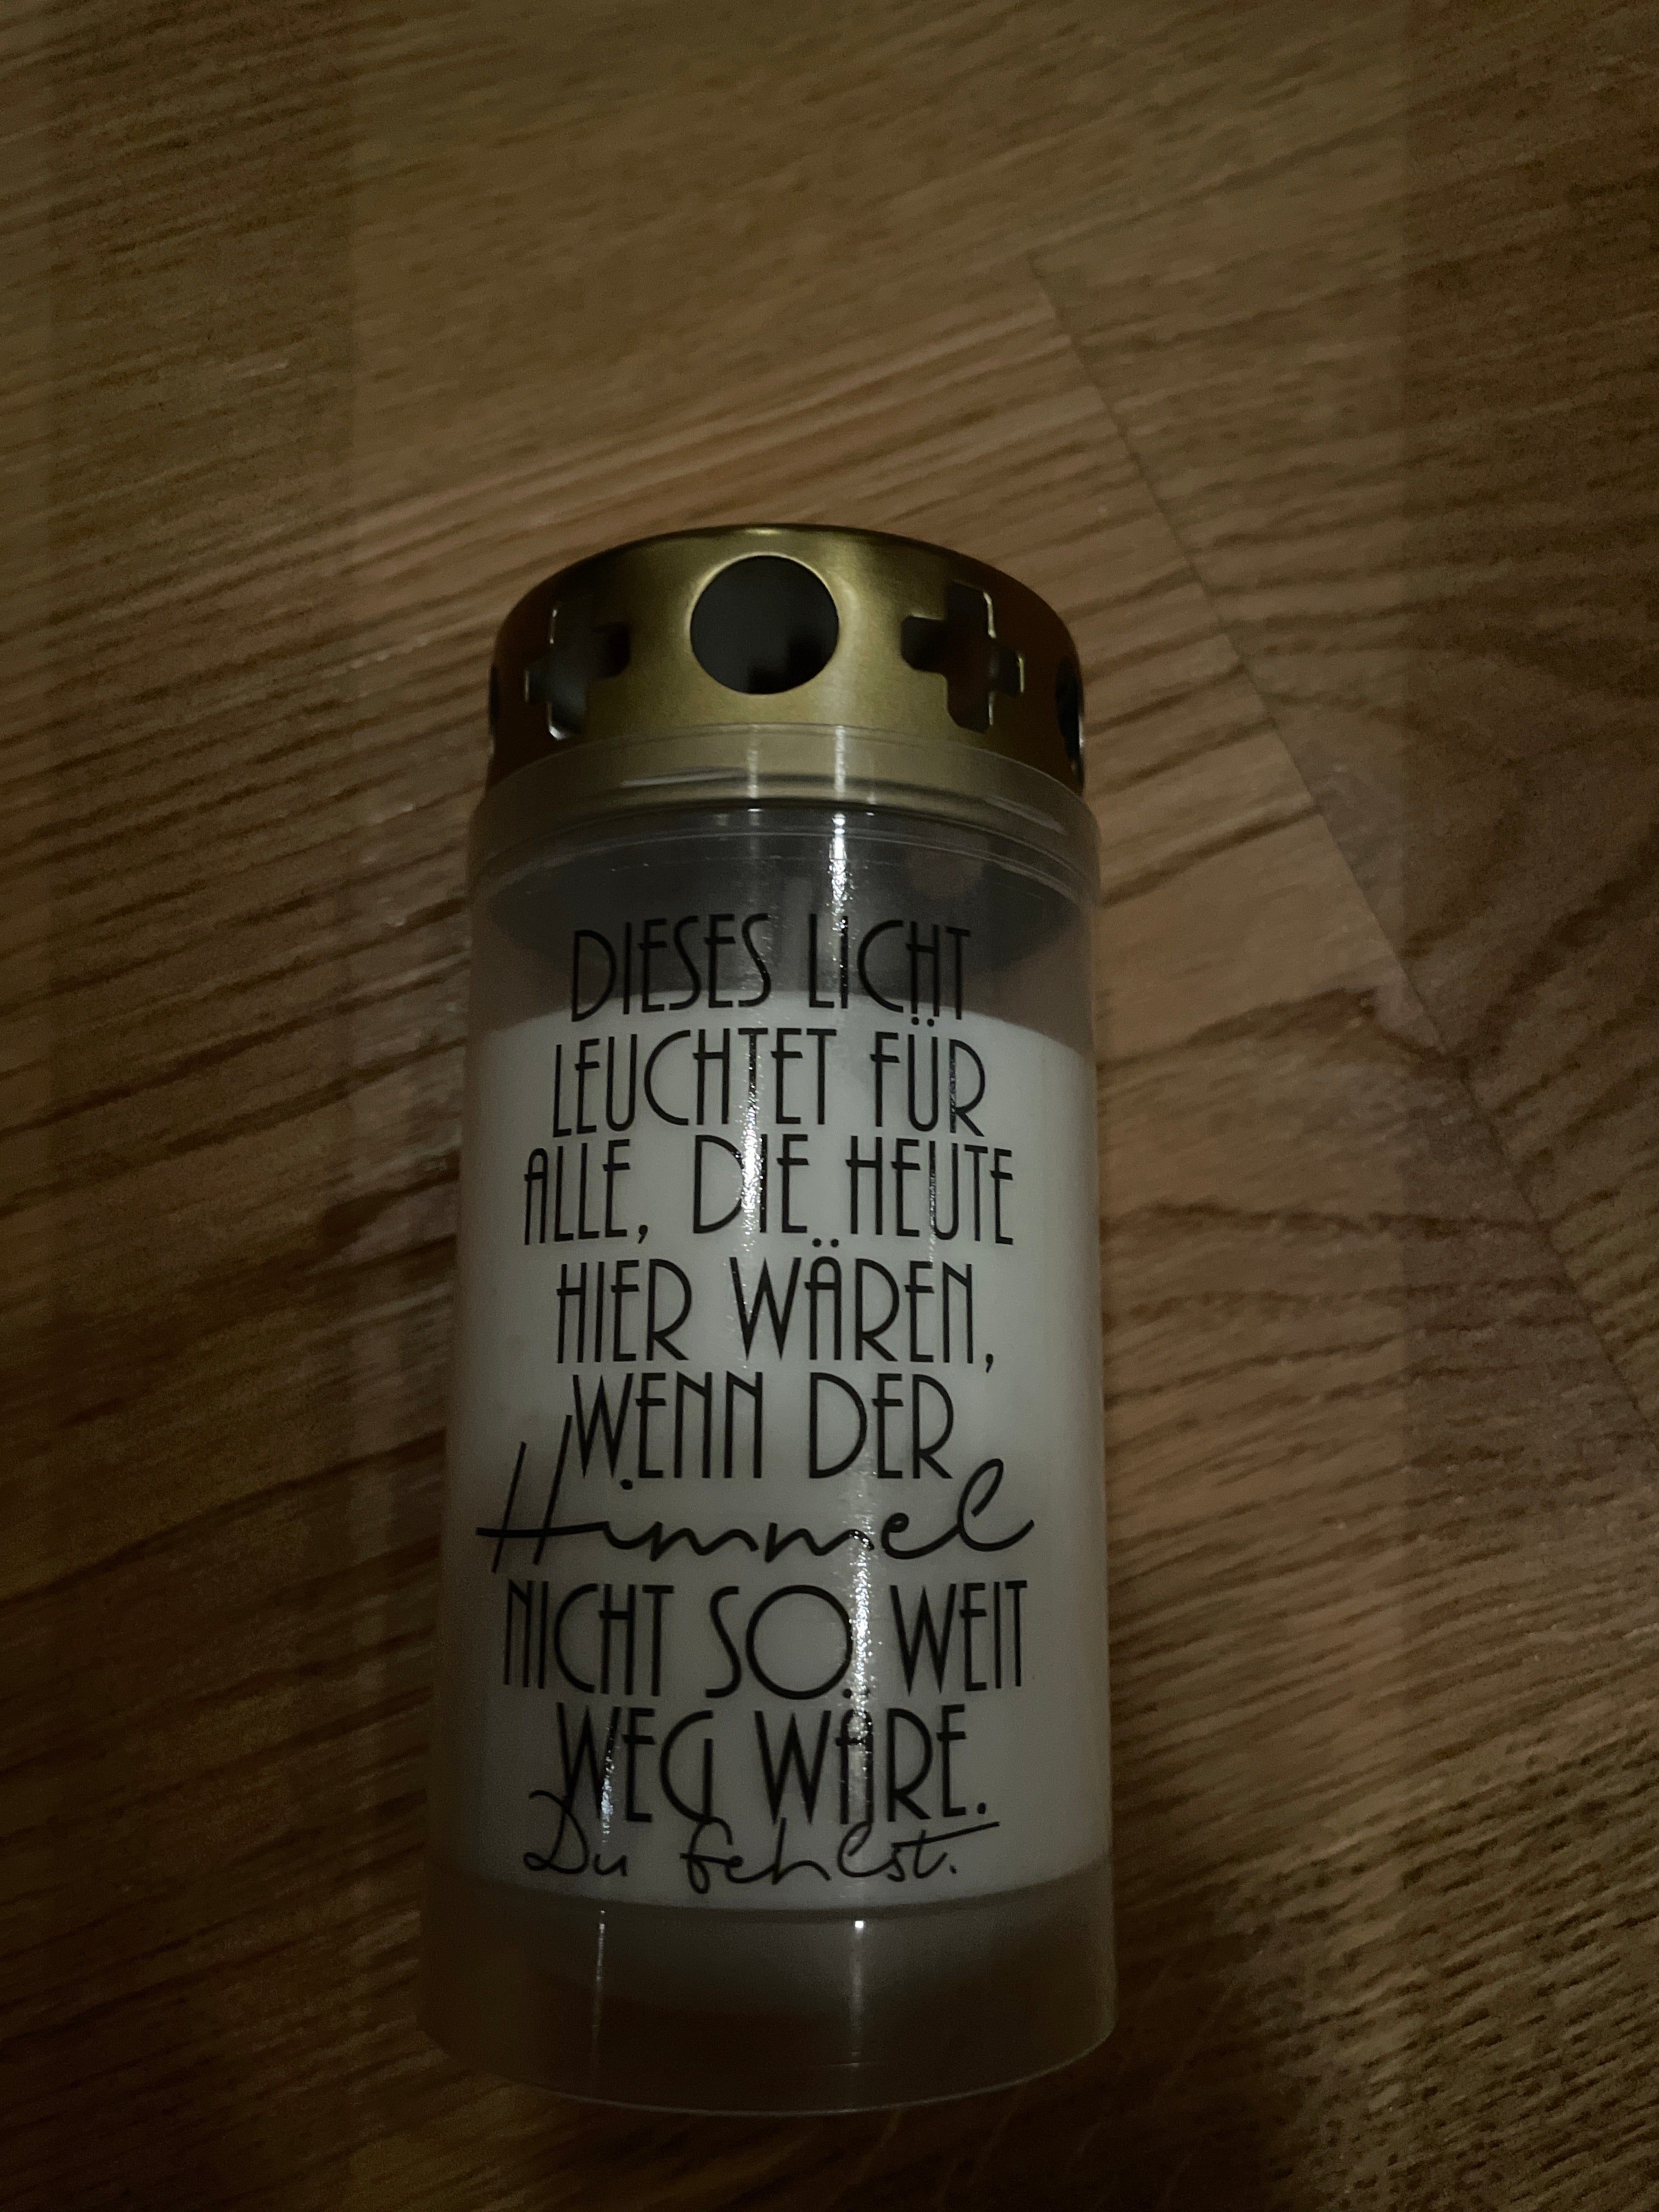 DIESES LICHT
LEUCHTET FÜR
ALLE, DIE HEUTE
HIER WÄREN,
WENN DER
Himmel
NICHT SO WEIT
WEG WÄRE.
Du fehlst.